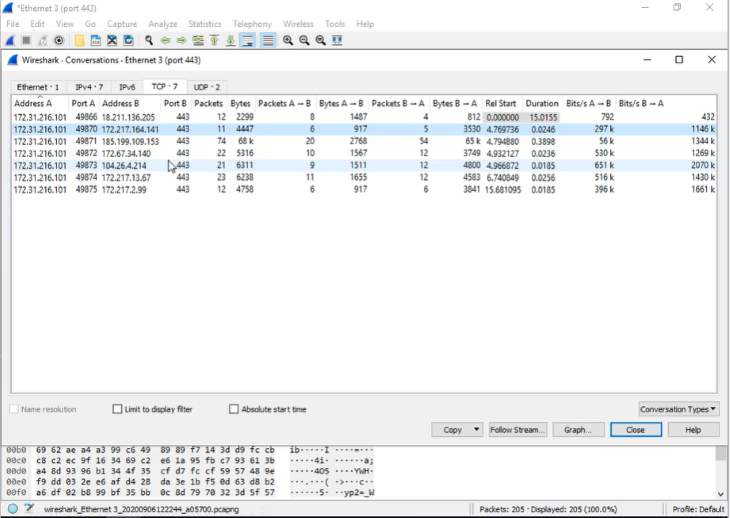 *Ethernet 3 (port 443)
File Edit View Go Capture Analyze Statistics Telephony Wireless Tools Help
Wireshark · Conversations · Ethernet 3 (port 443)
Ethernet · 1 IPv4 · 7 IPv6 TCP · 7 UDP · 2
Address A Port A Address B Port B Packets Bytes Packets A → B Bytes A → B Packets B → A Bytes B → A Rel Start Duration Bits/s A → B Bits/s B → A
172.31.216.101 49866 18.211.136.205 443 12 2299 8 1487 4 812 0.000000 15.0155 792 432
172.31.216.101 49870 172.217.164.141 443 11 4447 6 917 5 3530 4.769736 0.0246 297 k 1146 k
172.31.216.101 49871 185.199.109.153 443 74 68 k 20 2768 54 65 k 4.794880 0.3898 56 k 1344 k
172.31.216.101 49872 172.67.34.140 443 22 5316 10 1567 12 3749 4.932127 0.0236 530 k 1269 k
172.31.216.101 49873 104.26.4.214 443 21 6311 9 1511 12 4800 4.966872 0.0185 651 k 2070 k
172.31.216.101 49874 172.217.13.67 443 23 6238 11 1655 12 4583 6.740849 0.0256 516 k 1430 k
172.31.216.101 49875 172.217.2.99 443 12 4758 6 917 6 3841 15.681095 0.0185 396 k 1661 k
Name resolution Limit to display filter Absolute start time Conversation Types
Copy Follow Stream... Graph... Close Help
00b0 69 62 ae a4 a3 99 c6 49 89 89 f7 14 3d d9 fc cb ib·····I ····=···
00c0 c8 c2 ec 9f 16 34 69 c2 e6 1a 95 fb c7 93 61 3b ·····4i· ······a;
00d0 a4 8d 93 96 b1 34 4f 35 cf d7 fc cf 59 57 48 9e ·····4O5 ····YWH·
00e0 f9 dd 03 2e e6 af d4 28 da 3e 1b f5 0d 63 d8 b2 ···.···( ·>···c··
00f0 a6 df 02 b8 99 bf 35 bb 0c 8d 79 70 32 3d 5f 57 ······5· ··yp2=_W
wireshark_Ethernet 3_20200906122244_a05700.pcapng Packets: 205 · Displayed: 205 (100.0%) Profile: Default